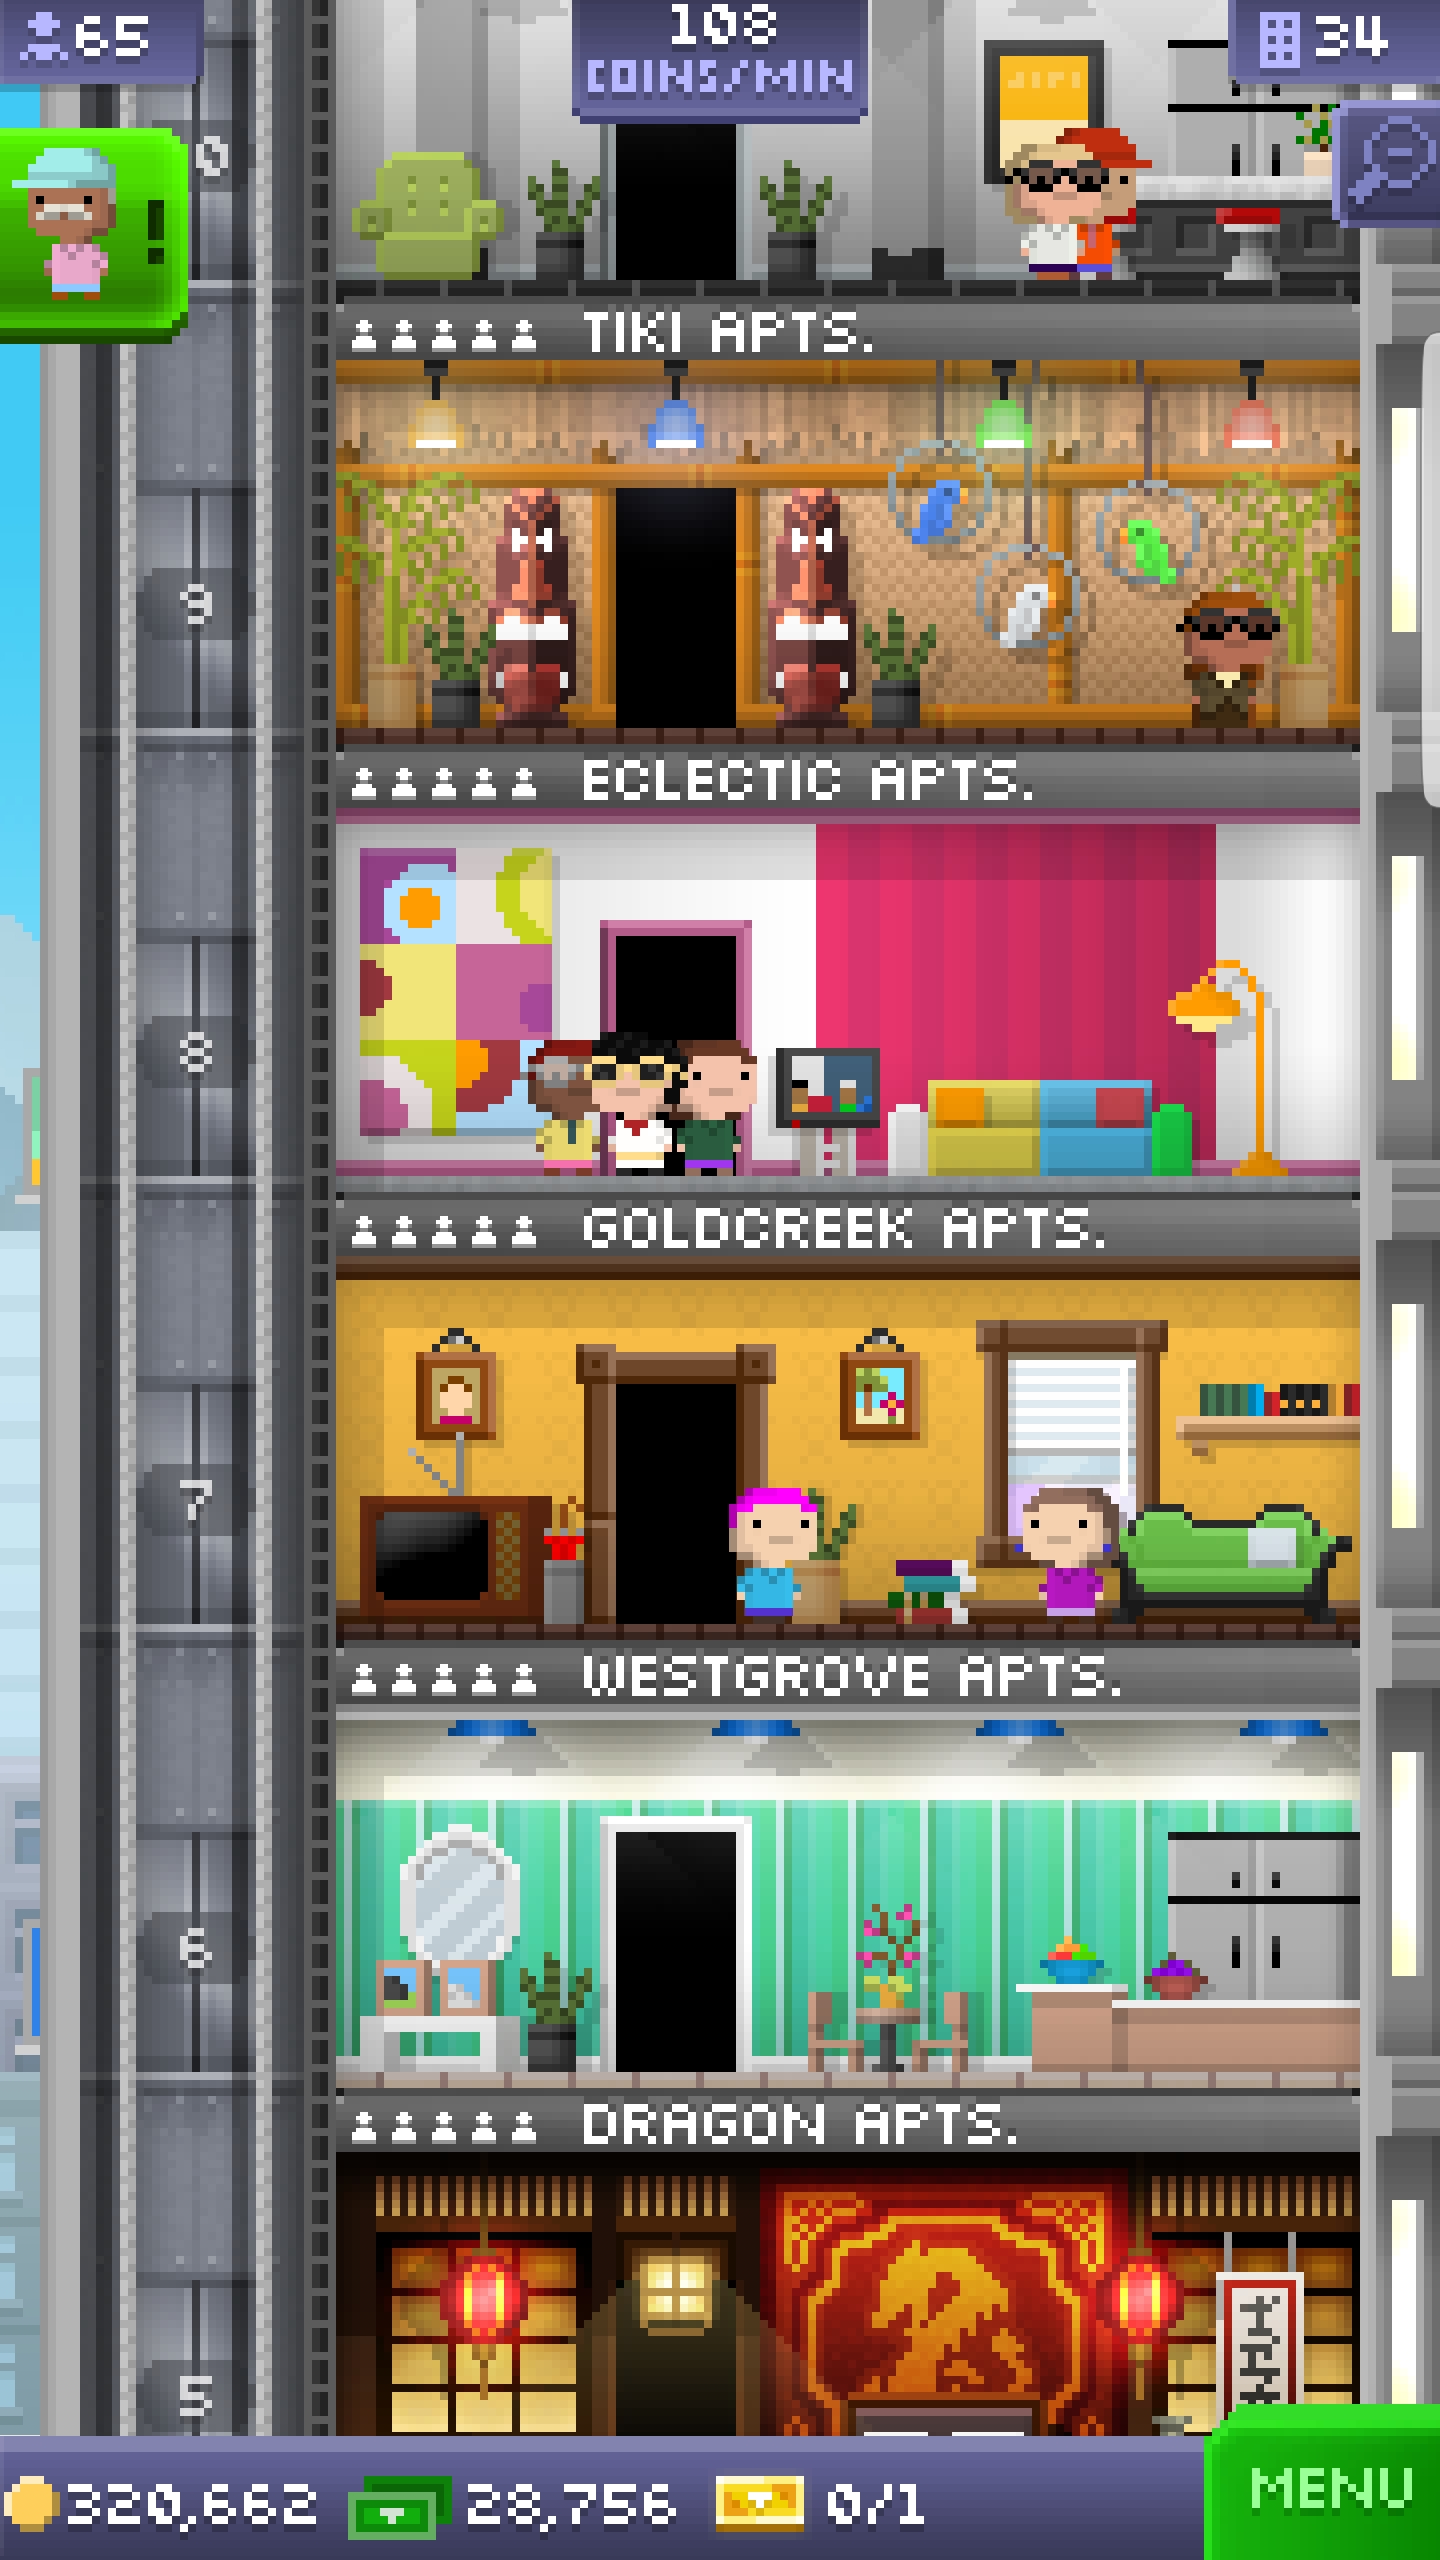 65
108
COINS/MIN
34
!
0
TIKI APTS.
9
ECLECTIC APTS.
8
GOLDCREEK APTS.
7
WESTGROVE APTS.
6
DRAGON APTS.
5
320,662
28,756
0/1
MENU